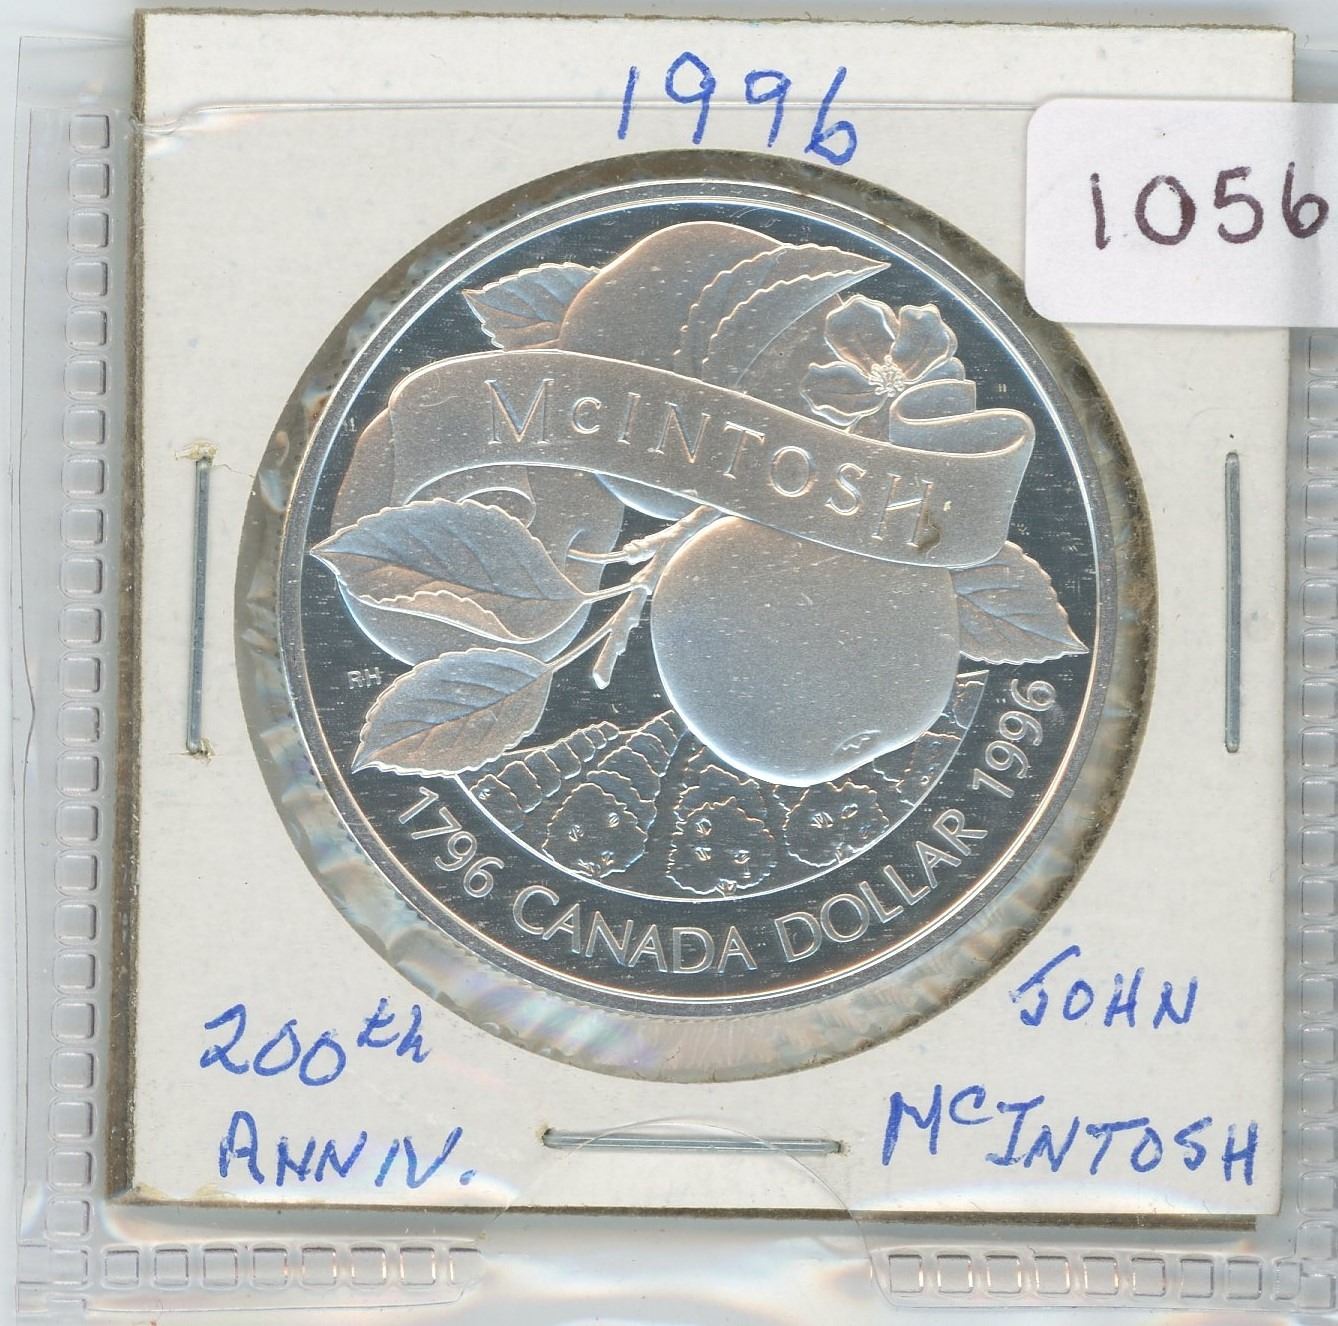 1996
1056
McINTOSH
RH
1796 CANADA DOLLAR 1996
200th
ANNIV.
JOHN
McINTOSH